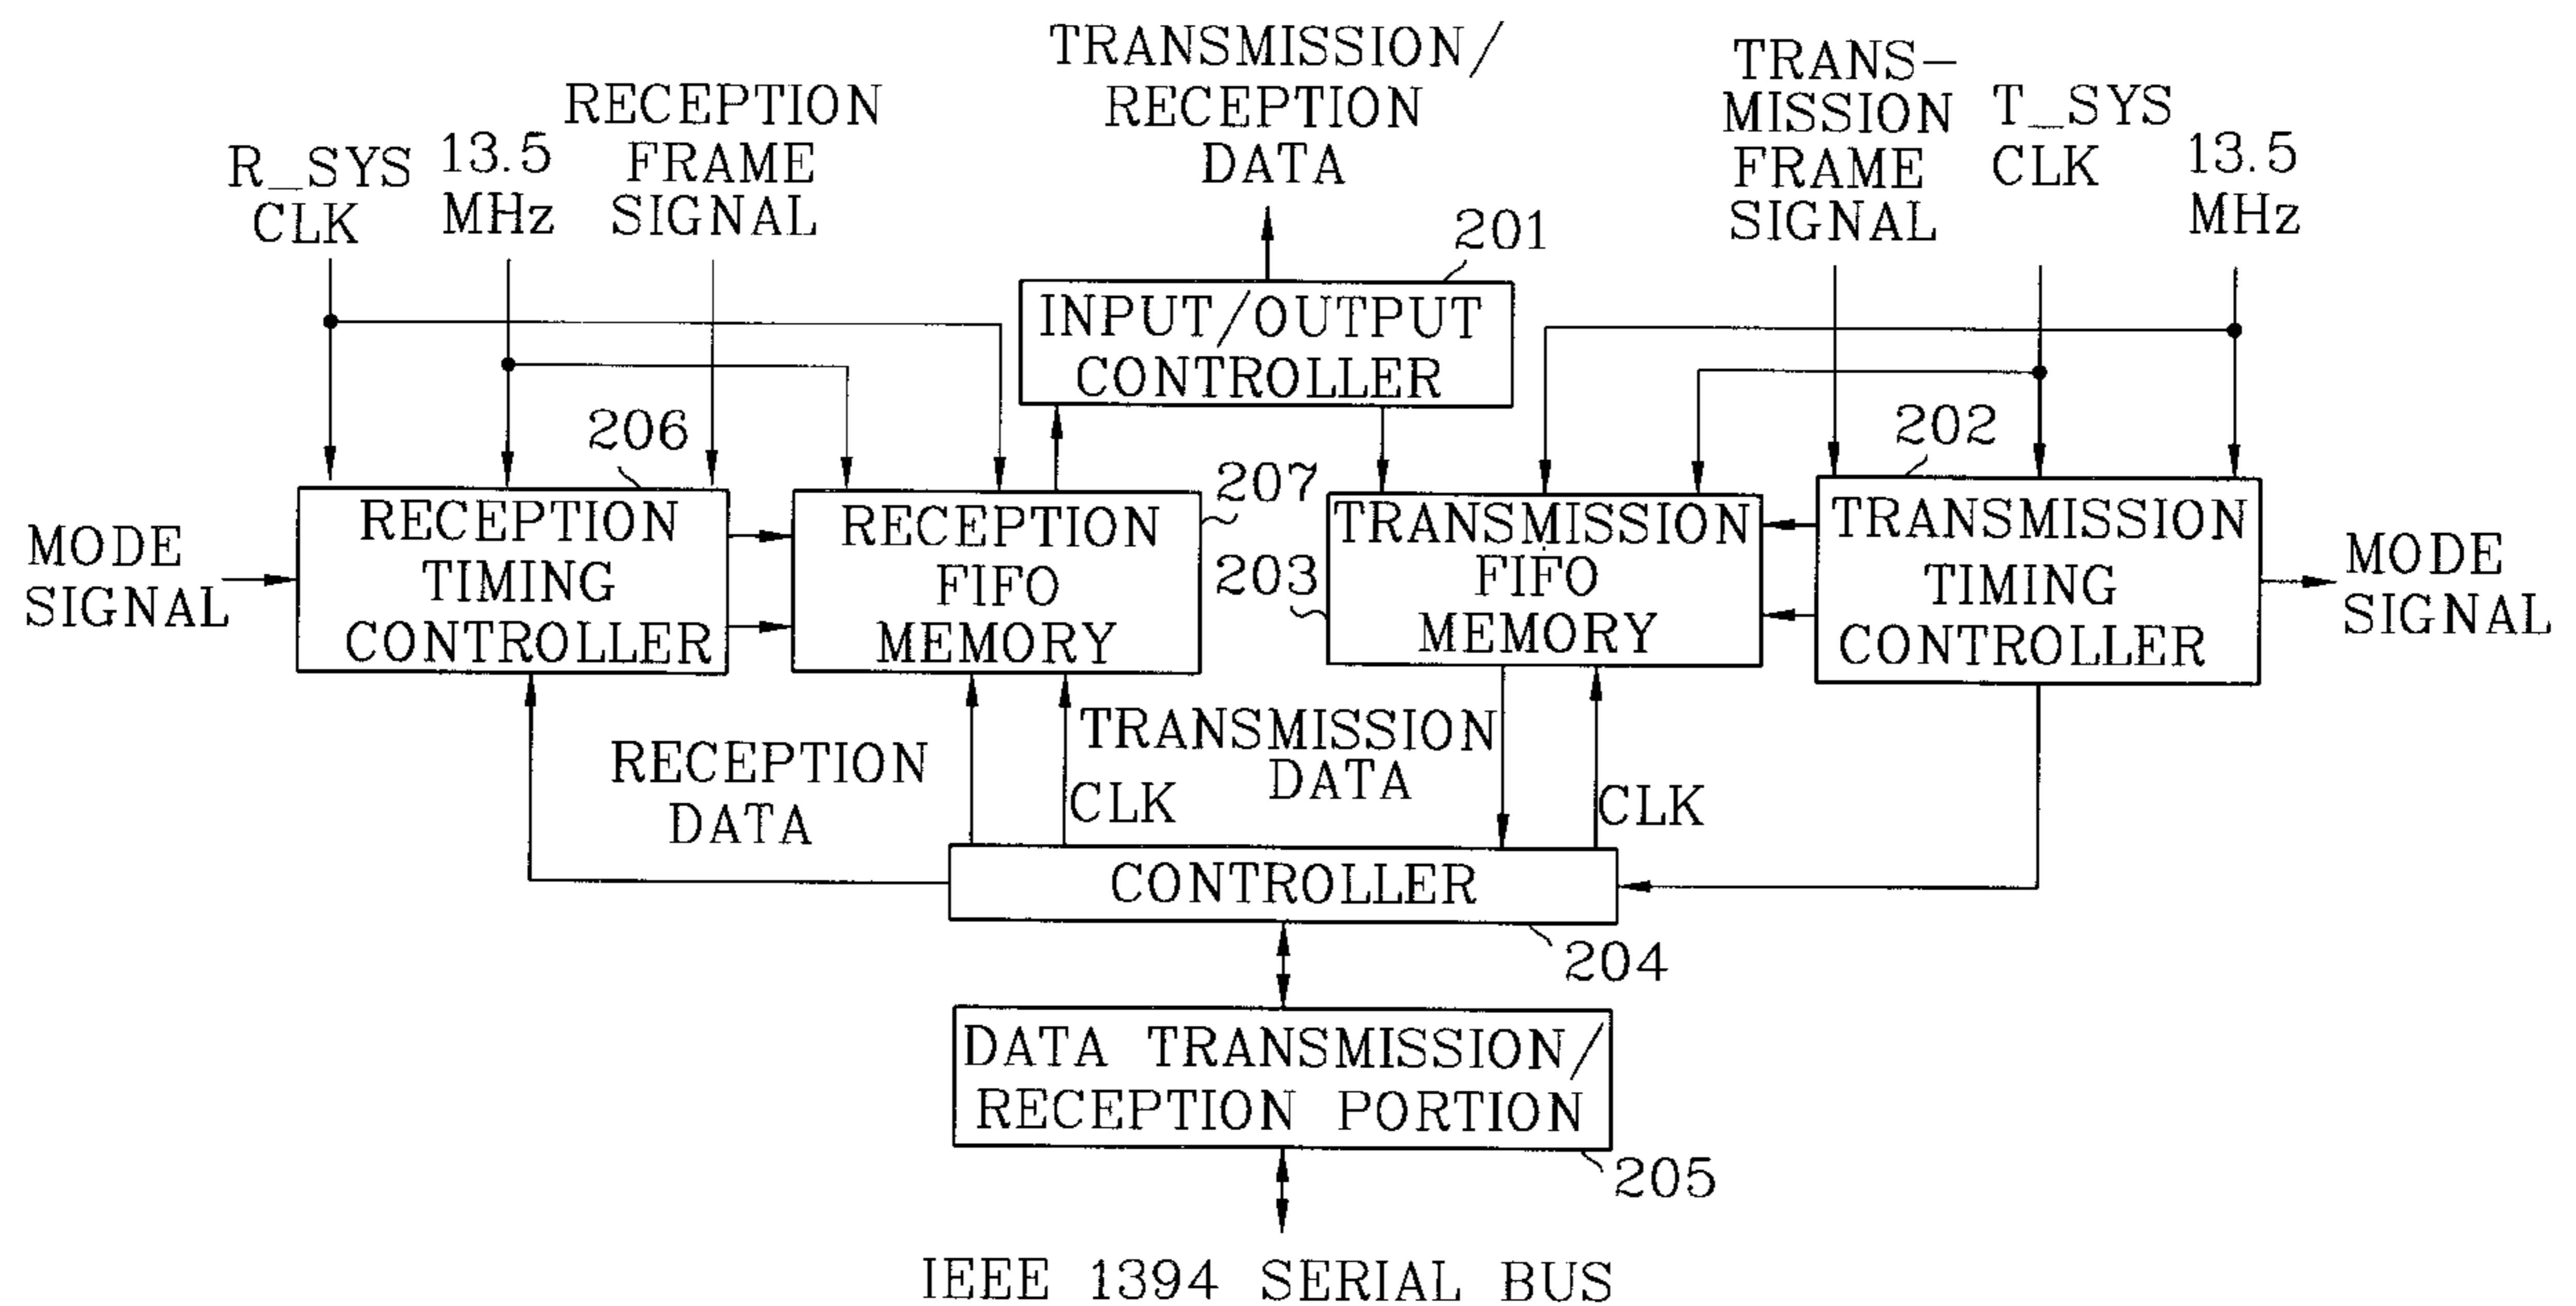 TRANSMISSION/
RECEPTION
DATA
R_SYS
CLK
13.5
MHz
RECEPTION
FRAME
SIGNAL
TRANS-
MISSION
FRAME
SIGNAL
T_SYS
CLK
13.5
MHz
201
INPUT/OUTPUT
CONTROLLER
206
202
MODE
SIGNAL
RECEPTION
TIMING
CONTROLLER
RECEPTION
FIFO
MEMORY
207
203
TRANSMISSION
FIFO
MEMORY
TRANSMISSION
TIMING
CONTROLLER
MODE
SIGNAL
RECEPTION
DATA
CLK
TRANSMISSION
DATA
CLK
CONTROLLER
204
DATA TRANSMISSION/
RECEPTION PORTION
205
IEEE 1394 SERIAL BUS